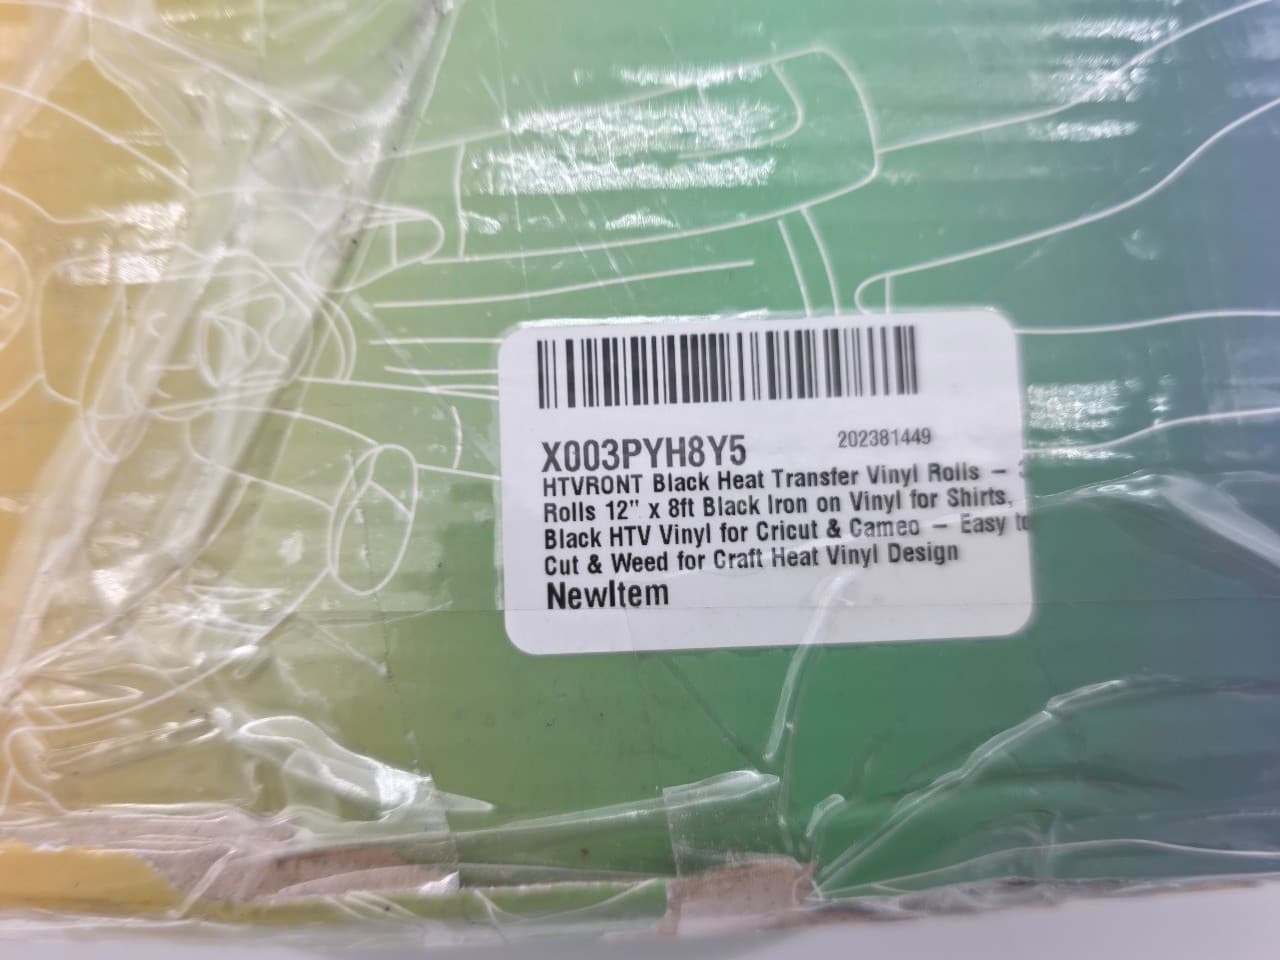 X003PYH8Y5 202381449
HTVRONT Black Heat Transfer Vinyl Rolls –
Rolls 12" x 8ft Black Iron on Vinyl for Shirts,
Black HTV Vinyl for Cricut & Cameo – Easy to
Cut & Weed for Craft Heat Vinyl Design
NewItem